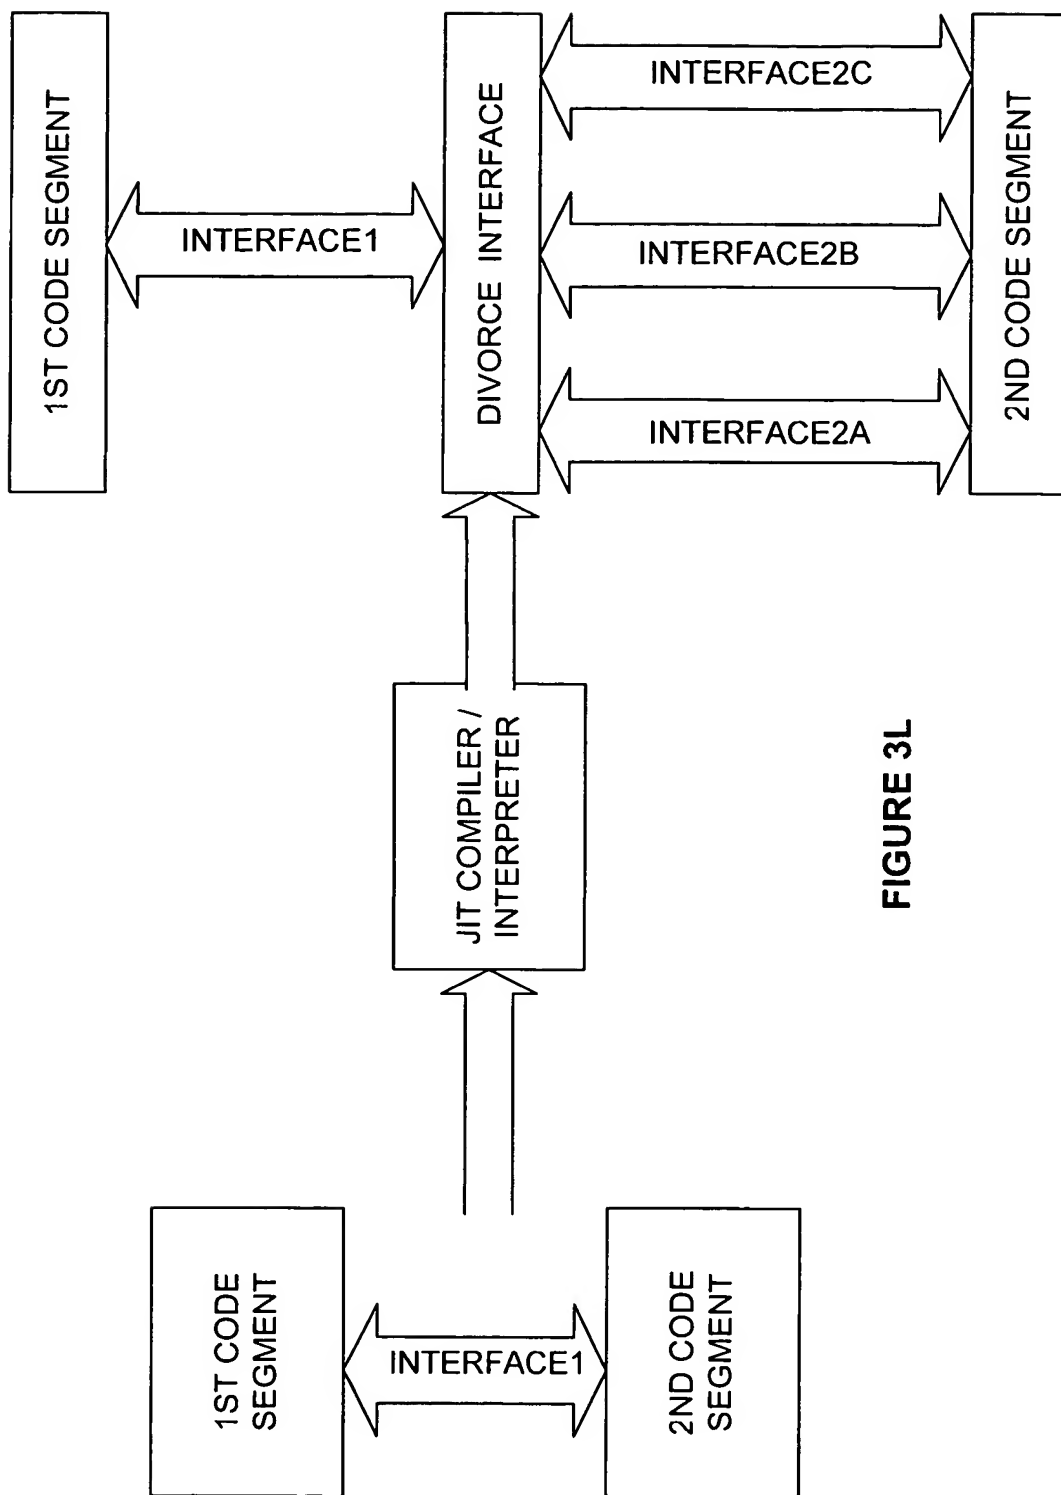 1ST CODE
SEGMENT
INTERFACE1
2ND CODE
SEGMENT
JIT COMPILER /
INTERPRETER
1ST CODE SEGMENT
INTERFACE1
DIVORCE INTERFACE
INTERFACE2A
INTERFACE2B
INTERFACE2C
2ND CODE SEGMENT
FIGURE 3L